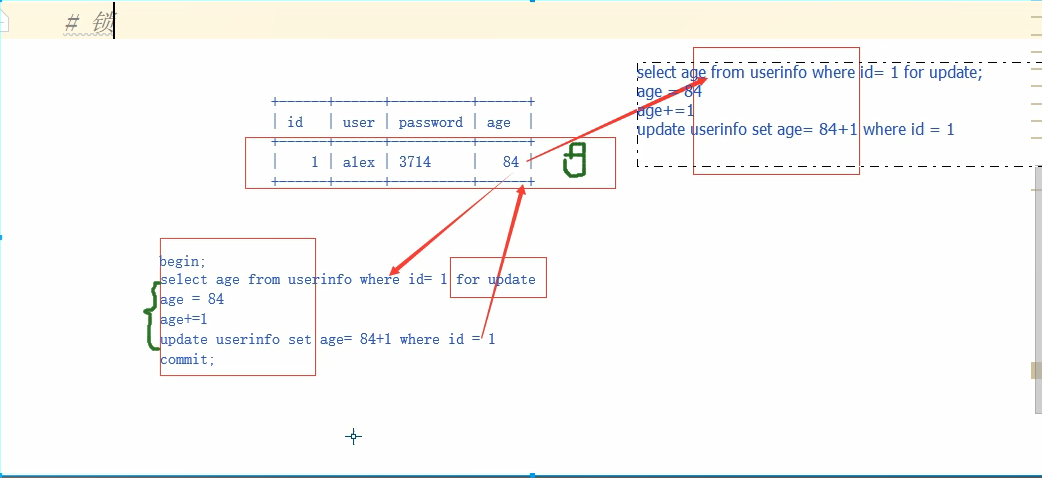 # 锁
select age from userinfo where id= 1 for update;
age = 84
age+=1
update userinfo set age= 84+1 where id = 1
id user password age
1 alex 3714 84
begin;
select age from userinfo where id= 1 for update
age = 84
age+=1
update userinfo set age= 84+1 where id = 1
commit;